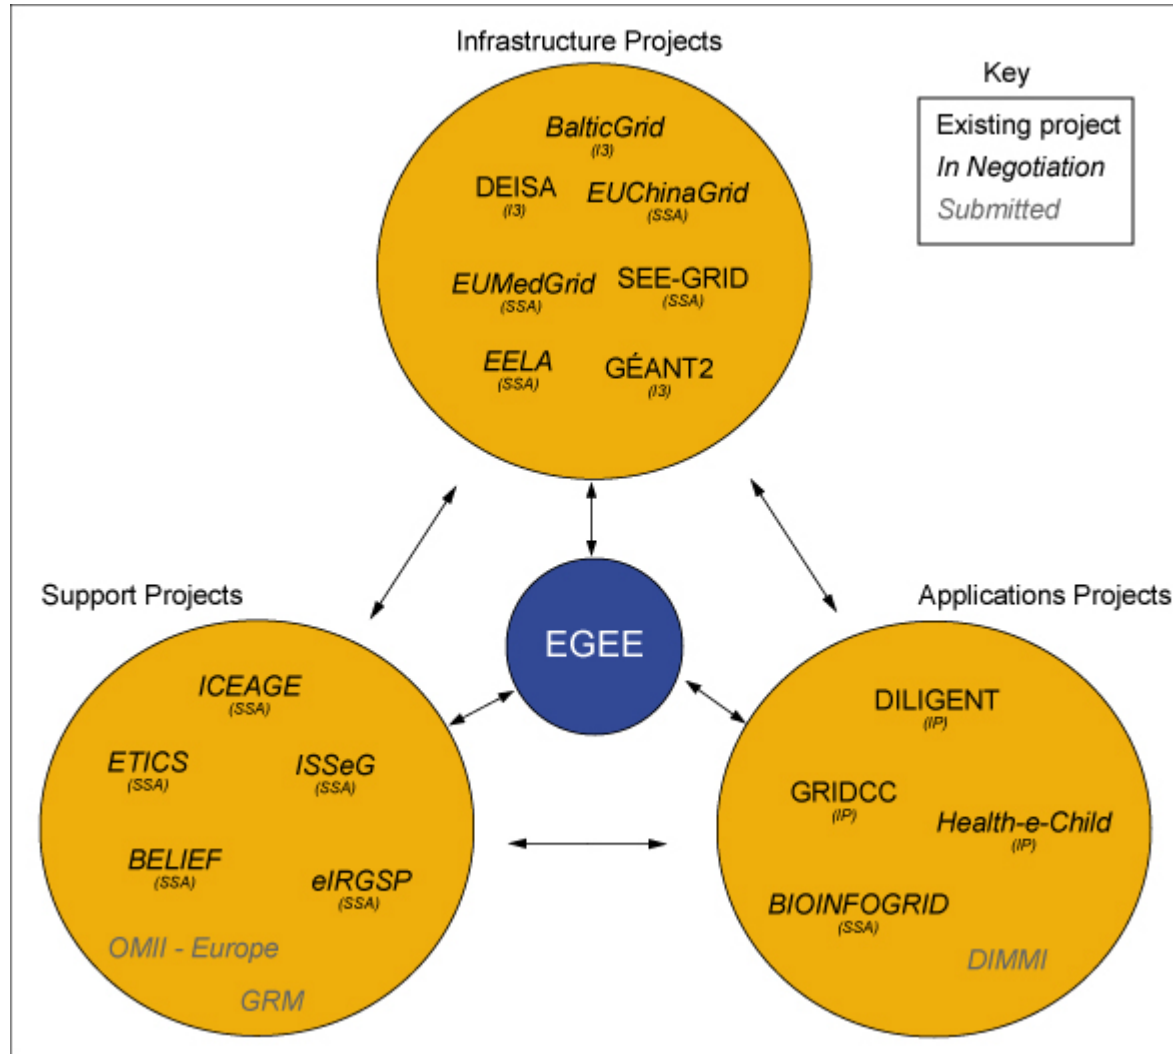 Infrastructure Projects
Key
Existing project
In Negotiation
Submitted
BalticGrid
(I3)
DEISA
(I3)
EUChinaGrid
(SSA)
EUMedGrid
(SSA)
SEE-GRID
(SSA)
EELA
(SSA)
GÉANT2
(I3)
Support Projects
Applications Projects
EGEE
ICEAGE
(SSA)
ETICS
(SSA)
ISSeG
(SSA)
BELIEF
(SSA)
eIRGSP
(SSA)
OMII - Europe
GRM
DILIGENT
(IP)
GRIDCC
(IP)
Health-e-Child
(IP)
BIOINFOGRID
(SSA)
DIMMI